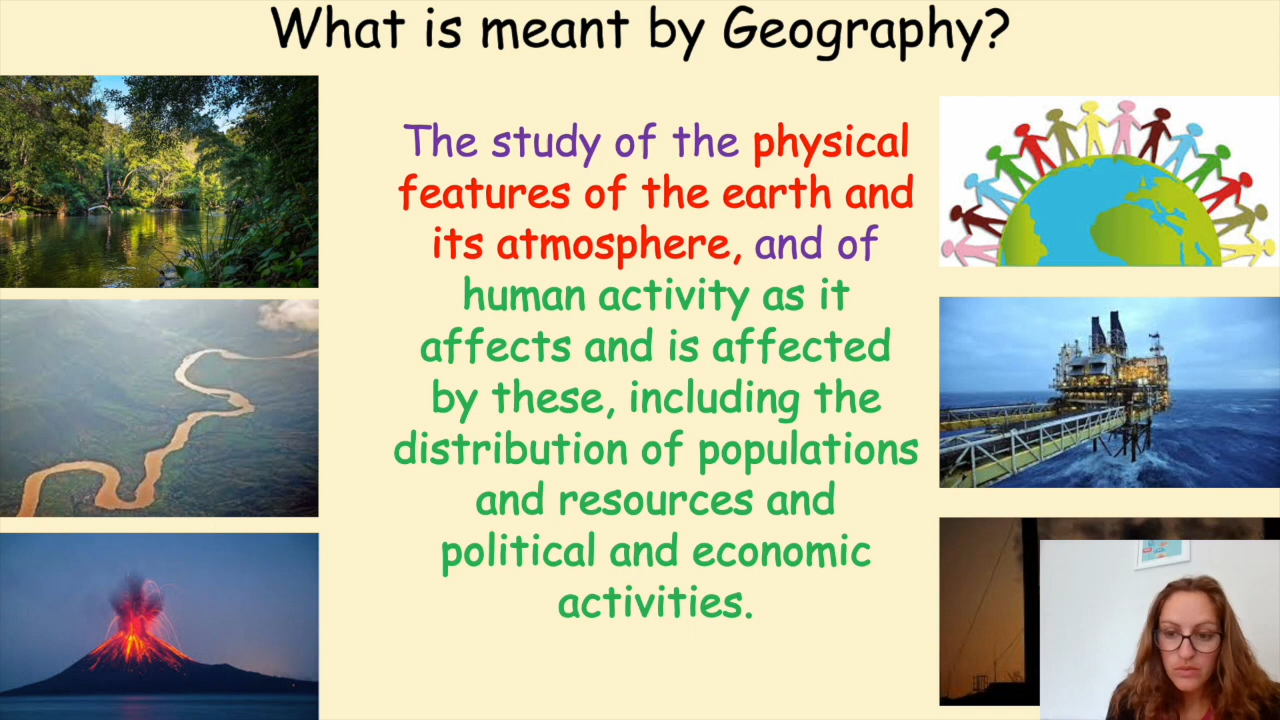 What is meant by Geography?
The study of the physical
features of the earth and
its atmosphere, and of
human activity as it
affects and is affected
by these, including the
distribution of populations
and resources and
political and economic
activities.